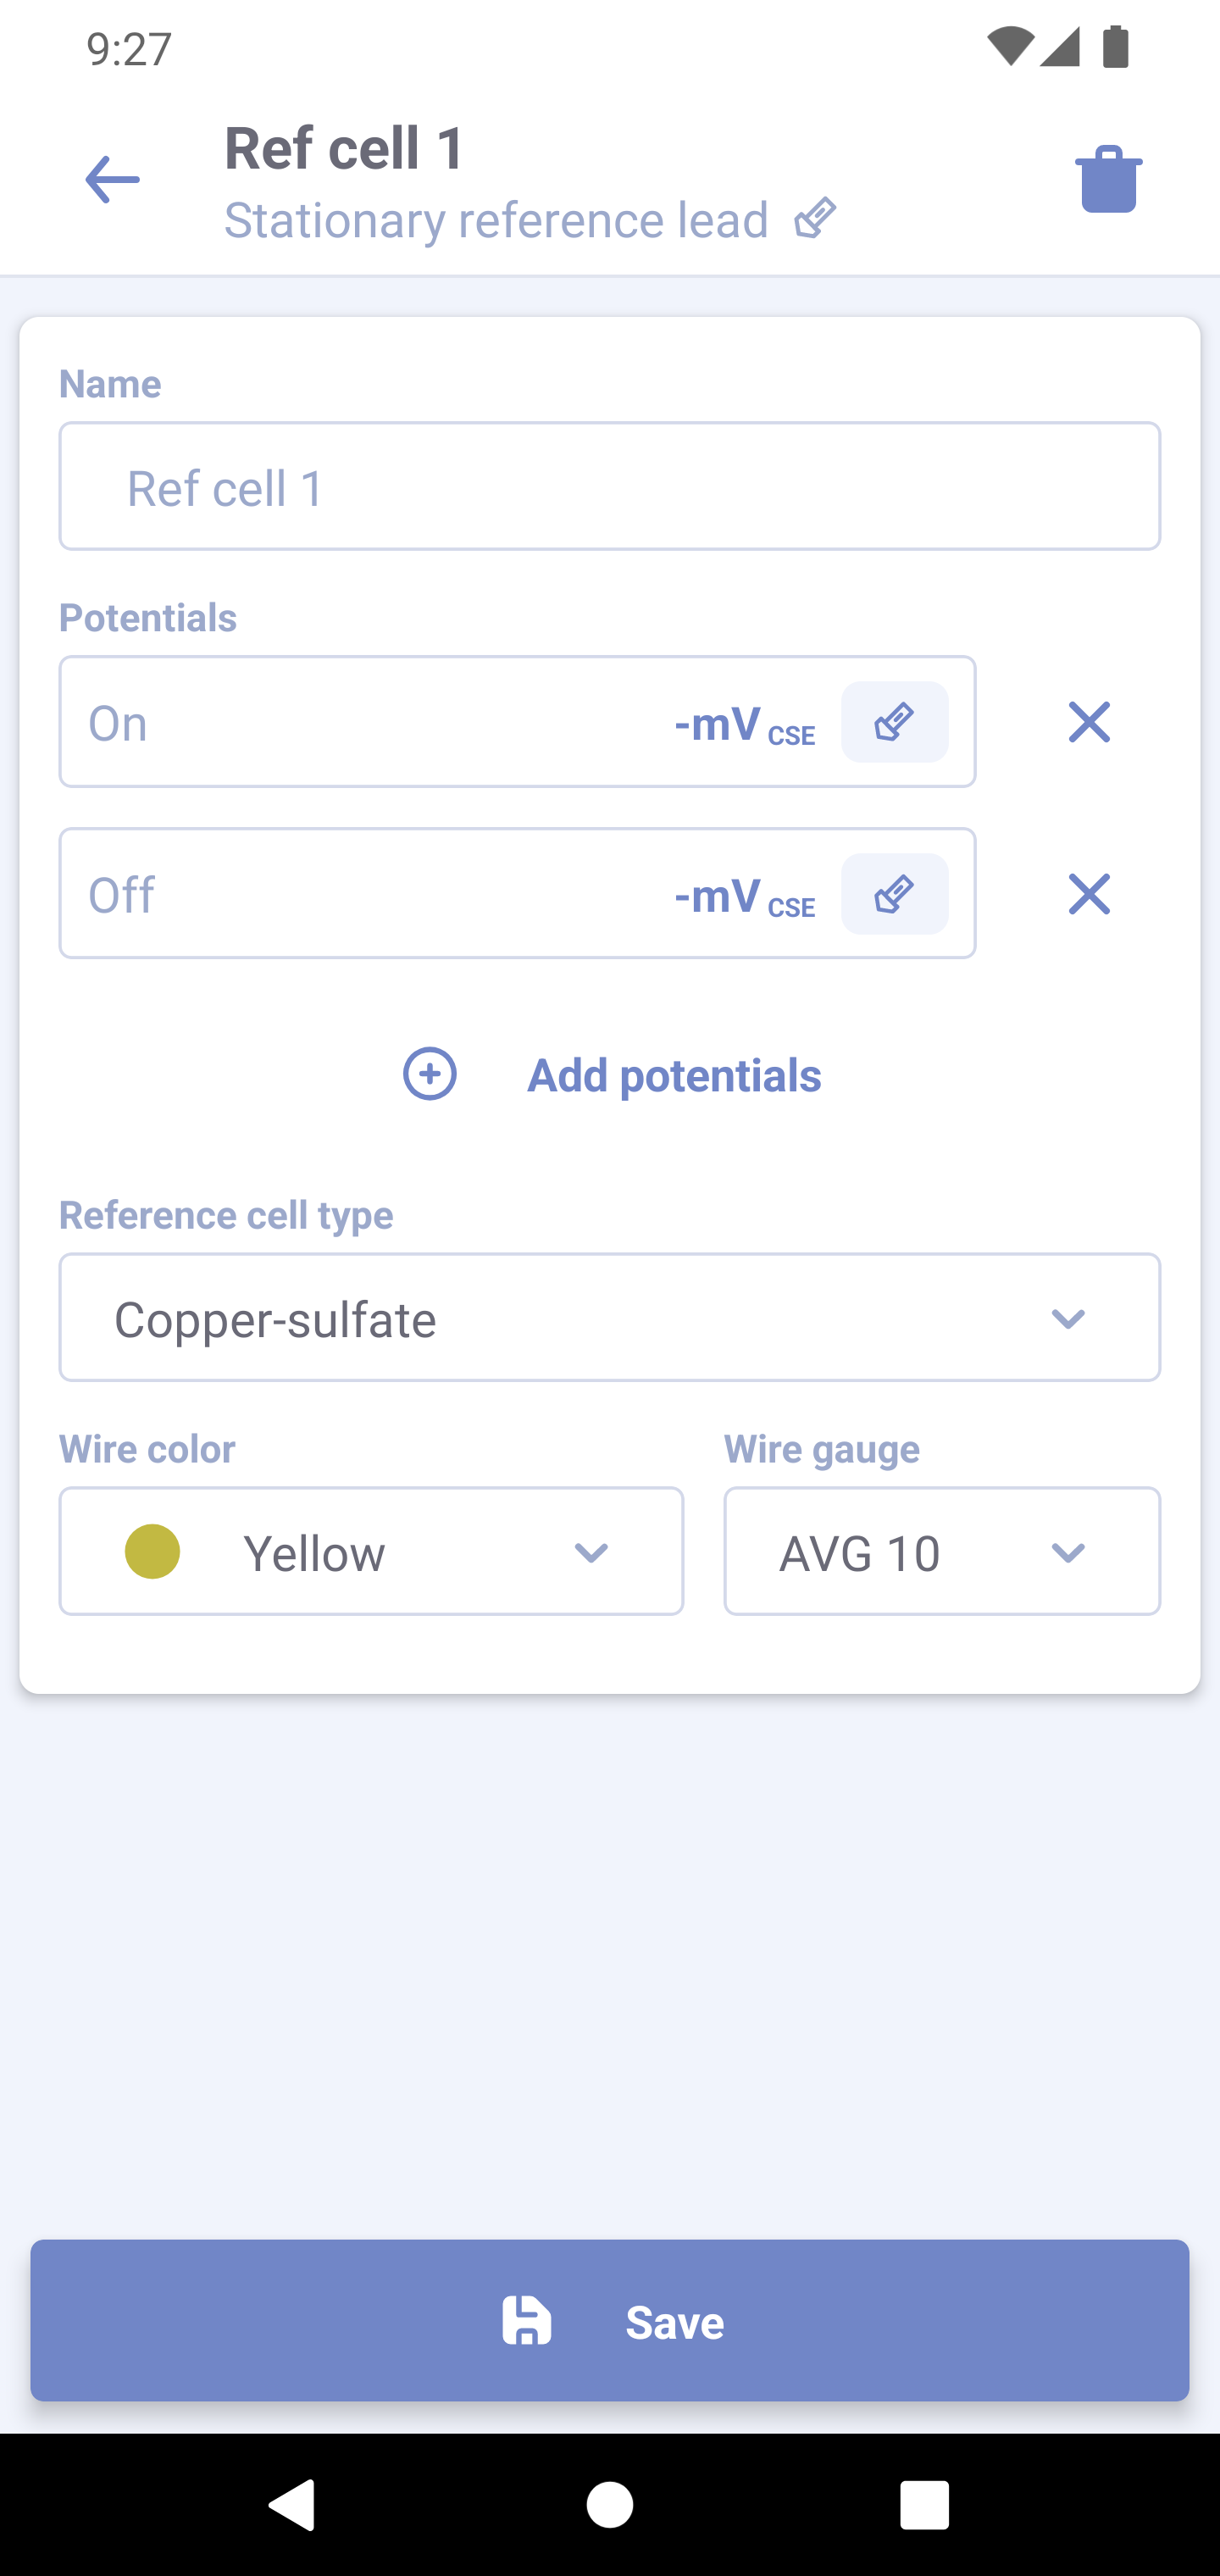 9:27
Ref cell 1
Stationary reference lead
Name
Ref cell 1
Potentials
On -mV CSE
Off -mV CSE
Add potentials
Reference cell type
Copper-sulfate
Wire color Wire gauge
Yellow AVG 10
Save